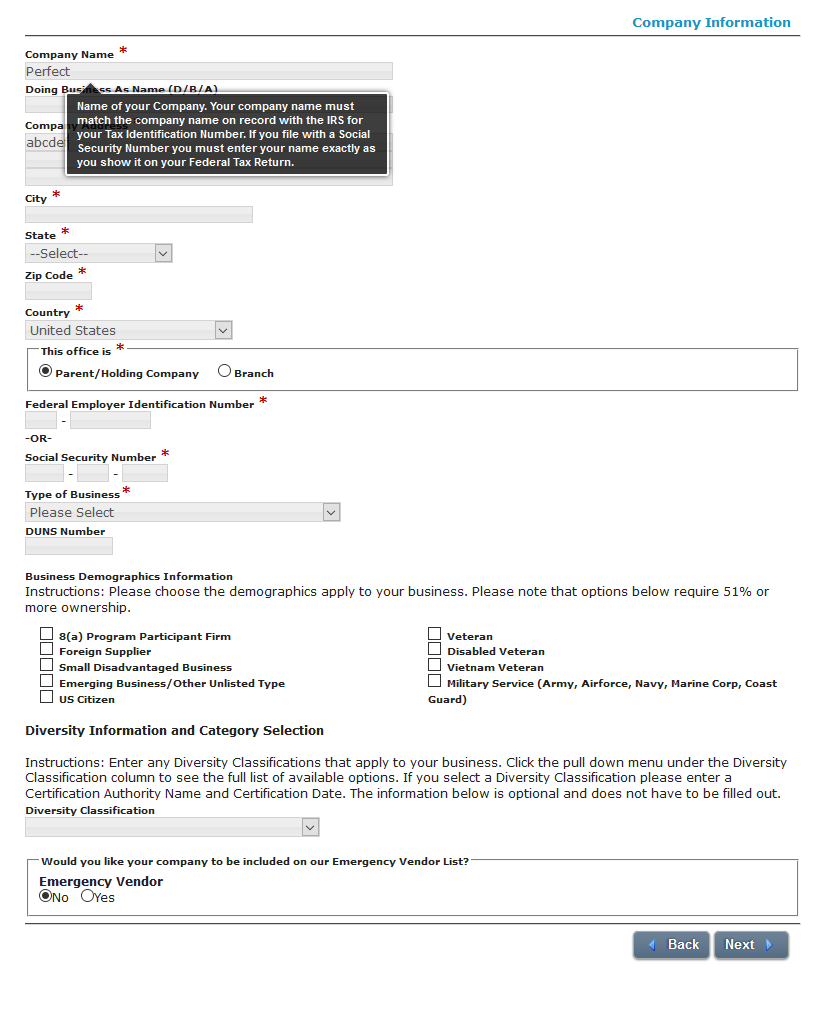 Company Information
Company Name *
Perfect
Doing Business As Name (D/B/A)
Name of your Company. Your company name must
match the company name on record with the IRS for
your Tax Identification Number. If you file with a Social
Security Number you must enter your name exactly as
you show it on your Federal Tax Return.
Company Address
City *
State *
--Select--
Zip Code *
Country *
United States
This office is *
Parent/Holding Company Branch
Federal Employer Identification Number *
-
-OR-
Social Security Number *
- -
Type of Business *
Please Select
DUNS Number
Business Demographics Information
Instructions: Please choose the demographics apply to your business. Please note that options below require 51% or
more ownership.
8(a) Program Participant Firm
Foreign Supplier
Small Disadvantaged Business
Emerging Business/Other Unlisted Type
US Citizen
Veteran
Disabled Veteran
Vietnam Veteran
Military Service (Army, Airforce, Navy, Marine Corp, Coast
Guard)
Diversity Information and Category Selection
Instructions: Enter any Diversity Classifications that apply to your business. Click the pull down menu under the Diversity
Classification column to see the full list of available options. If you select a Diversity Classification please enter a
Certification Authority Name and Certification Date. The information below is optional and does not have to be filled out.
Diversity Classification
Would you like your company to be included on our Emergency Vendor List?
Emergency Vendor
No Yes
Back Next